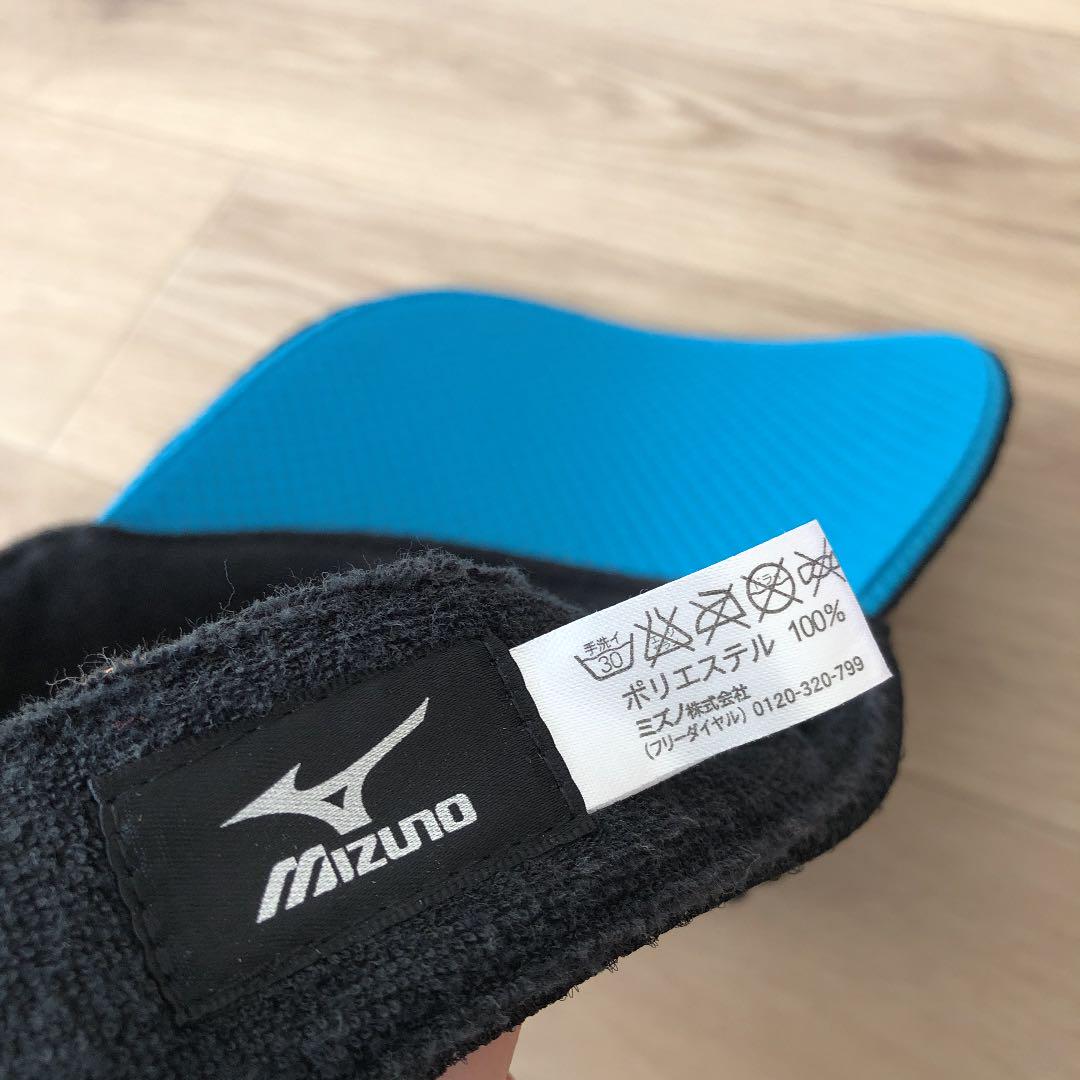 手洗イ
30
ポリエステル 100%
ミズノ株式会社
(フリーダイヤル) 0120-320-799
MIZUNO